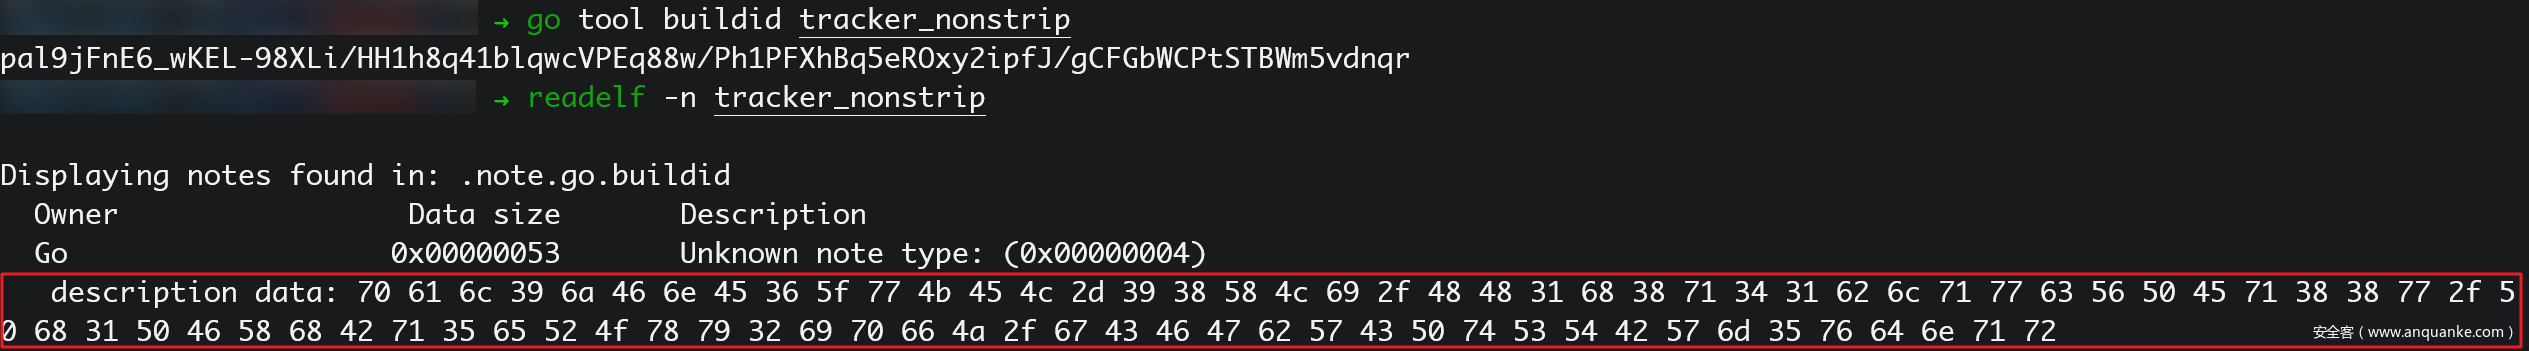 → go tool buildid tracker_nonstrip
pal9jFnE6_wKEL-98XLi/HH1h8q41blqwcVPEq88w/Ph1PFXhBq5eROxy2ipfJ/gCFGbWCPtSTBWm5vdnqr
→ readelf -n tracker_nonstrip
Displaying notes found in: .note.go.buildid
Owner Data size Description
Go 0x00000053 Unknown note type: (0x00000004)
description data: 70 61 6c 39 6a 46 6e 45 36 5f 77 4b 45 4c 2d 39 38 58 4c 69 2f 48 48 31 68 38 71 34 31 62 6c 71 77 63 56 50 45 71 38 38 77 2f 5
0 68 31 50 46 58 68 42 71 35 65 52 4f 78 79 32 69 70 66 4a 2f 67 43 46 47 62 57 43 50 74 53 54 42 57 6d 35 76 64 6e 71 72
安全客（www.anquanke.com）